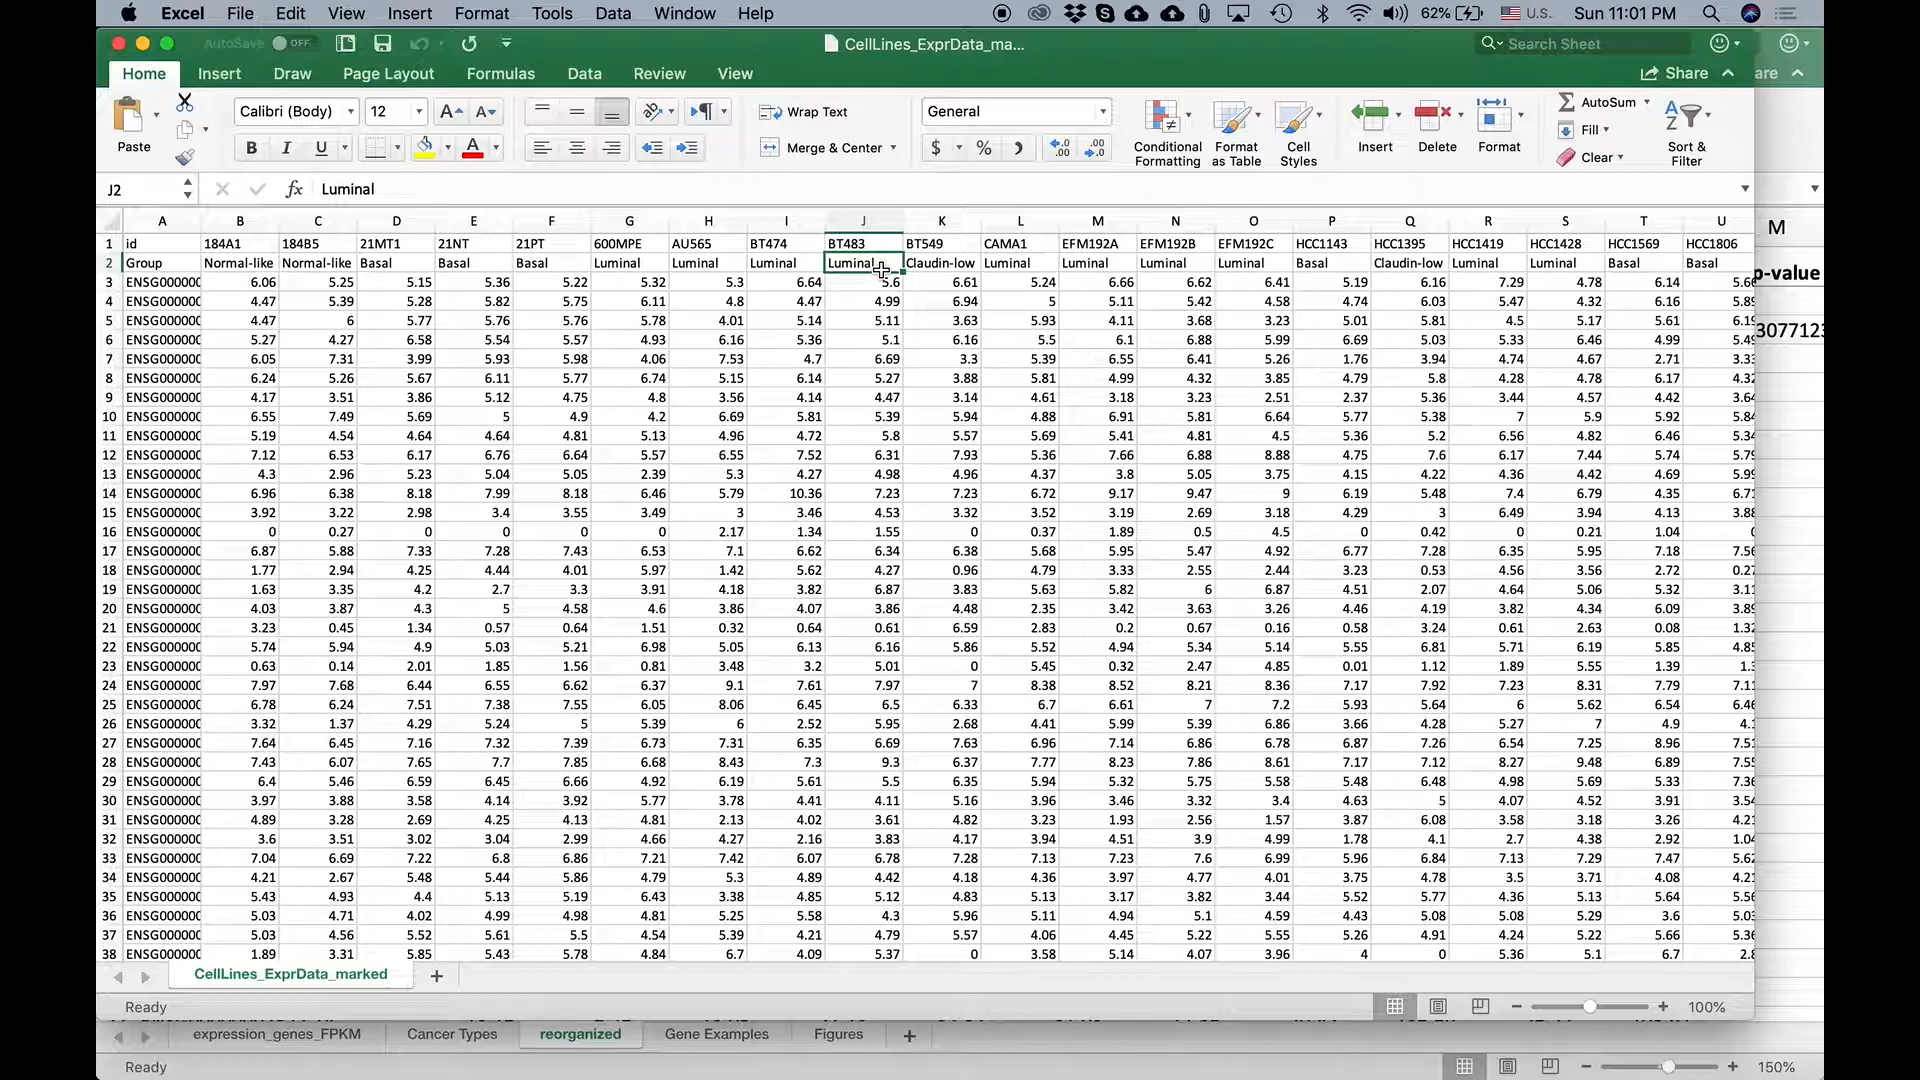 Excel File Edit View Insert Format Tools Data Window Help 62% U.S. Sun 11:01 PM
AutoSave OFF CellLines_ExprData_ma... Search Sheet
Home Insert Draw Page Layout Formulas Data Review View Share are
Paste Calibri (Body) 12 Wrap Text General Conditional Formatting Format as Table Cell Styles Insert Delete Format AutoSum Fill Clear Sort & Filter
B I U A Merge & Center $ %
J2 fx Luminal
A B C D E F G H I J K L M N O P Q R S T U
M
1 id 184A1 184B5 21MT1 21NT 21PT 600MPE AU565 BT474 BT483 BT549 CAMA1 EFM192A EFM192B EFM192C HCC1143 HCC1395 HCC1419 HCC1428 HCC1569 HCC1806
2 Group Normal-like Normal-like Basal Basal Basal Luminal Luminal Luminal Luminal Claudin-low Luminal Luminal Luminal Luminal Basal Claudin-low Luminal Luminal Basal Basal
p-value
3 ENSG000000 6.06 5.25 5.15 5.36 5.22 5.32 5.3 6.64 5.6 6.61 5.24 6.66 6.62 6.41 5.19 6.16 7.29 4.78 6.14 5.66
4 ENSG000000 4.47 5.39 5.28 5.82 5.75 6.11 4.8 4.47 4.99 6.94 5 5.11 5.42 4.58 4.74 6.03 5.47 4.32 6.16 5.89
5 ENSG000000 4.47 6 5.77 5.76 5.76 5.78 4.01 5.14 5.11 3.63 5.93 4.11 3.68 3.23 5.01 5.81 4.5 5.17 5.61 6.19
3077123
6 ENSG000000 5.27 4.27 6.58 5.54 5.57 4.93 6.16 5.36 5.1 6.16 5.5 6.1 6.88 5.99 6.69 5.03 5.33 6.46 4.99 5.49
7 ENSG000000 6.05 7.31 3.99 5.93 5.98 4.06 7.53 4.7 6.69 3.3 5.39 6.55 6.41 5.26 1.76 3.94 4.74 4.67 2.71 3.33
8 ENSG000000 6.24 5.26 5.67 6.11 5.77 6.74 5.15 6.14 5.27 3.88 5.81 4.99 4.32 3.85 4.79 5.8 4.28 4.78 6.17 4.32
9 ENSG000000 4.17 3.51 3.86 5.12 4.75 4.8 3.56 4.14 4.47 3.14 4.61 3.18 3.23 2.51 2.37 5.36 3.44 4.57 4.42 3.64
10 ENSG000000 6.55 7.49 5.69 5 4.9 4.2 6.69 5.81 5.39 5.94 4.88 6.91 5.81 6.64 5.77 5.38 7 5.9 5.92 5.84
11 ENSG000000 5.19 4.54 4.64 4.64 4.81 5.13 4.96 4.72 5.8 5.57 5.69 5.41 4.81 4.5 5.36 5.2 6.56 4.82 6.46 5.34
12 ENSG000000 7.12 6.53 6.17 6.76 6.64 5.57 6.55 7.52 6.31 7.93 5.36 7.66 6.88 8.88 4.75 7.6 6.17 7.44 5.74 5.79
13 ENSG000000 4.3 2.96 5.23 5.04 5.05 2.39 5.3 4.27 4.98 4.96 4.37 3.8 5.05 3.75 4.15 4.22 4.36 4.42 4.69 5.99
14 ENSG000000 6.96 6.38 8.18 7.99 8.18 6.46 5.79 10.36 7.23 7.23 6.72 9.17 9.47 9 6.19 5.48 7.4 6.79 4.35 6.71
15 ENSG000000 3.92 3.22 2.98 3.4 3.55 3.49 3 3.46 4.53 3.32 3.52 3.19 2.69 3.18 4.29 3 6.49 3.94 4.13 3.88
16 ENSG000000 0 0.27 0 0 0 0 2.17 1.34 1.55 0 0.37 1.89 0.5 4.5 0 0.42 0 0.21 1.04
17 ENSG000000 6.87 5.88 7.33 7.28 7.43 6.53 7.1 6.62 6.34 6.38 5.68 5.95 5.47 4.92 6.77 7.28 6.35 5.95 7.18 7.56
18 ENSG000000 1.77 2.94 4.25 4.44 4.01 5.97 1.42 5.62 4.27 0.96 4.79 3.33 2.55 2.44 3.23 0.53 4.56 3.56 2.72 0.27
19 ENSG000000 1.63 3.35 4.2 2.7 3.3 3.91 4.18 3.82 6.87 3.83 5.63 5.82 6 6.87 4.51 2.07 4.64 5.06 5.32 3.11
20 ENSG000000 4.03 3.87 4.3 5 4.58 4.6 3.86 4.07 3.86 4.48 2.35 3.42 3.63 3.26 4.46 4.19 3.82 4.34 6.09 3.89
21 ENSG000000 3.23 0.45 1.34 0.57 0.64 1.51 0.32 0.64 0.61 6.59 2.83 0.2 0.67 0.16 0.58 3.24 0.61 2.63 0.08 1.32
22 ENSG000000 5.74 5.94 4.9 5.03 5.21 6.98 5.05 6.13 6.16 5.86 5.52 4.94 5.34 5.14 5.55 6.81 5.71 6.19 5.85 4.85
23 ENSG000000 0.63 0.14 2.01 1.85 1.56 0.81 3.48 3.2 5.01 0 5.45 0.32 2.47 4.85 0.01 1.12 1.89 5.55 1.39 1.
24 ENSG000000 7.97 7.68 6.44 6.55 6.62 6.37 9.1 7.61 7.97 7 8.38 8.52 8.21 8.36 7.17 7.92 7.23 8.31 7.79 7.11
25 ENSG000000 6.78 6.24 7.51 7.38 7.55 6.05 8.06 6.45 6.5 6.33 6.7 6.61 7 7.2 5.93 5.64 6 5.62 6.54 6.46
26 ENSG000000 3.32 1.37 4.29 5.24 5 5.39 6 2.52 5.95 2.68 4.41 5.99 5.39 6.86 3.66 4.28 5.27 7 4.9 4.
27 ENSG000000 7.64 6.45 7.16 7.32 7.39 6.73 7.31 6.35 6.69 7.63 6.96 7.14 6.86 6.78 6.87 7.26 6.54 7.25 8.96 7.51
28 ENSG000000 7.43 6.07 7.65 7.7 7.85 6.68 8.43 7.3 9.3 6.37 7.77 8.23 7.86 8.61 7.17 7.12 8.27 9.48 6.89 7.55
29 ENSG000000 6.4 5.46 6.59 6.45 6.66 4.92 6.19 5.61 5.5 6.35 5.94 5.32 5.75 5.58 5.48 6.48 4.98 5.69 5.33 7.36
30 ENSG000000 3.97 3.88 3.58 4.14 3.92 5.77 3.78 4.41 4.11 5.16 3.96 3.46 3.32 3.4 4.63 5 4.07 4.52 3.91 3.54
31 ENSG000000 4.89 3.28 2.69 4.25 4.13 4.81 2.13 4.02 3.61 4.82 3.23 1.93 2.56 1.57 3.87 6.08 3.58 3.18 3.26 4.21
32 ENSG000000 3.6 3.51 3.02 3.04 2.99 4.66 4.27 2.16 3.83 4.17 3.94 4.51 3.9 4.99 1.78 4.1 2.7 4.38 2.92 1.04
33 ENSG000000 7.04 6.69 7.22 6.8 6.86 7.21 7.42 6.07 6.78 7.28 7.13 7.23 7.6 6.99 5.96 6.84 7.13 7.29 7.47 5.62
34 ENSG000000 4.21 2.67 5.48 5.44 5.86 4.79 5.3 4.89 4.42 4.18 4.36 3.97 4.77 4.01 3.75 4.78 3.5 3.71 4.08 4.21
35 ENSG000000 5.43 4.93 4.4 5.13 5.19 6.43 3.38 4.85 5.12 4.83 5.13 3.17 3.82 3.44 5.52 5.77 4.36 5.13 5.64 5.56
36 ENSG000000 5.03 4.71 4.02 4.99 4.98 4.81 5.25 5.58 4.3 5.96 5.11 4.94 5.1 4.59 4.43 5.08 5.08 5.29 3.6 5.03
37 ENSG000000 5.03 4.56 5.52 5.61 5.5 4.54 5.39 4.21 4.79 5.57 4.06 4.45 5.22 5.55 5.26 4.91 4.24 5.22 5.66 5.36
38 ENSG000000 1.89 3.31 5.85 5.43 5.78 4.84 6.7 4.09 5.37 0 3.58 5.14 4.07 3.96 4 0 5.36 5.1 6.7 2.8
CellLines_ExprData_marked
Ready 100%
expression_genes_FPKM Cancer Types reorganized Gene Examples Figures
Ready 150%